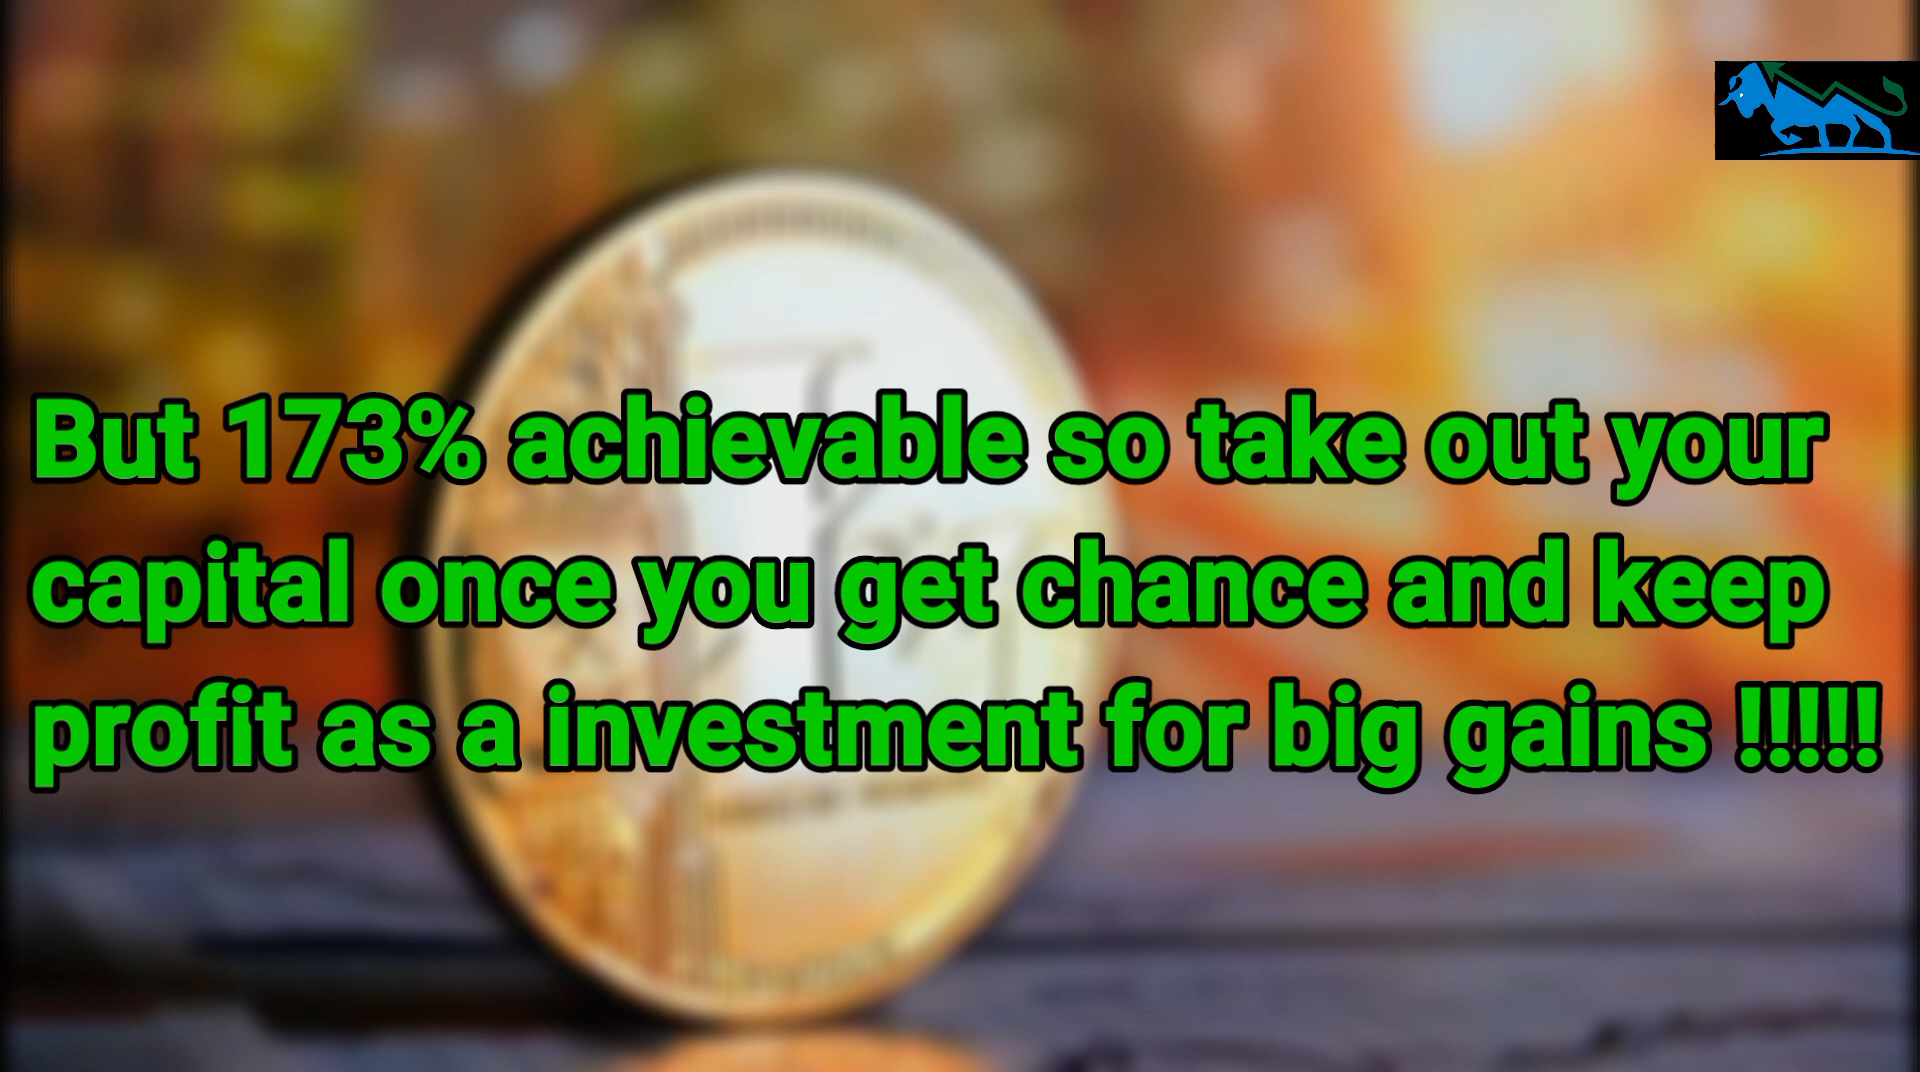 But 173% achievable so take out your
capital once you get chance and keep
profit as a investment for big gains !!!!!